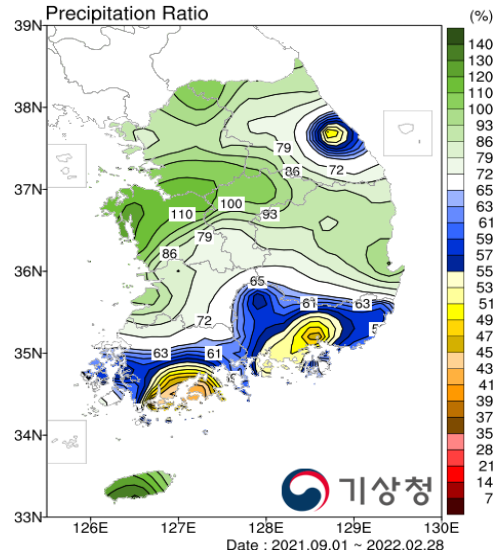 Precipitation Ratio
(%)
39N
140
130
120
110
100
38N
93
86
79
79
86
72
72
37N
65
100
110
93
63
79
61
59
86
57
36N
55
65
53
61
63
51
72
49
35N
63
61
47
45
43
41
39
34N
37
35
28
21
기상청
14
7
33N
126E
127E
128E
129E
130E
Date : 2021.09.01 ~ 2022.02.28